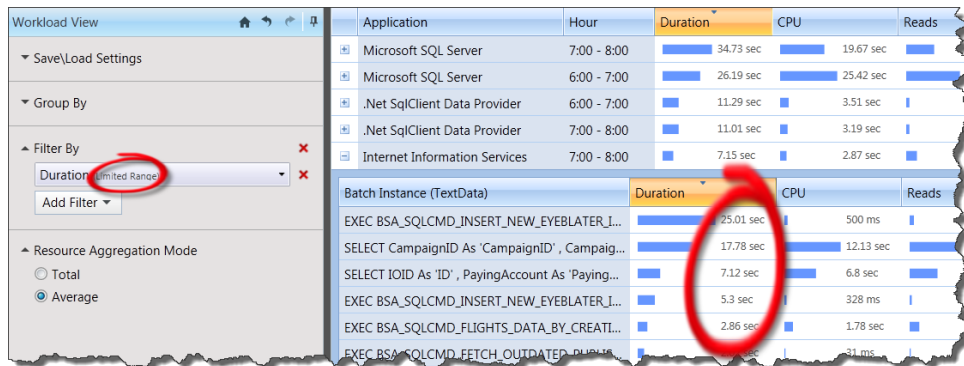 Workload View
Save\Load Settings
Group By
Filter By
Duration (Limited Range)
Add Filter
Resource Aggregation Mode
Total
Average
Application Hour Duration CPU Reads
Microsoft SQL Server 7:00 - 8:00 34.73 sec 19.67 sec
Microsoft SQL Server 6:00 - 7:00 26.19 sec 25.42 sec
.Net SqlClient Data Provider 6:00 - 7:00 11.29 sec 3.51 sec
.Net SqlClient Data Provider 7:00 - 8:00 11.01 sec 3.19 sec
Internet Information Services 7:00 - 8:00 7.15 sec 2.87 sec
Batch Instance (TextData) Duration CPU Reads
EXEC BSA_SQLCMD_INSERT_NEW_EYEBLATER_I... 25.01 sec 500 ms
SELECT CampaignID As 'CampaignID' , Campaig... 17.78 sec 12.13 sec
SELECT IOID As 'ID' , PayingAccount As 'Paying... 7.12 sec 6.8 sec
EXEC BSA_SQLCMD_INSERT_NEW_EYEBLATER_I... 5.3 sec 328 ms
EXEC BSA_SQLCMD_FLIGHTS_DATA_BY_CREATI... 2.86 sec 1.78 sec
EXEC BSA_SQLCMD_FETCH_OUTDATED_PUBLIS... sec 31 ms